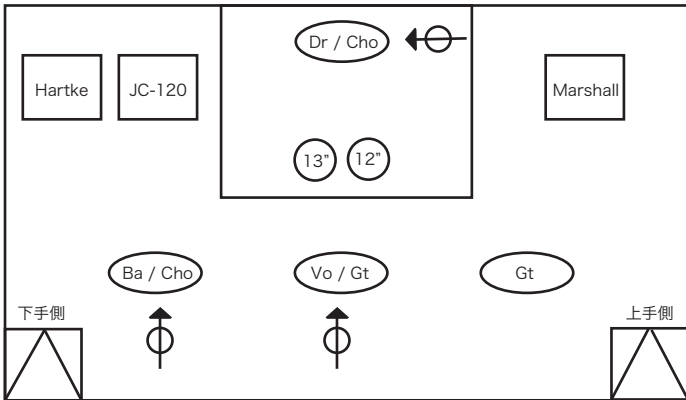 Dr / Cho
Hartke
JC-120
Marshall
13”
12”
Ba / Cho
Vo / Gt
Gt
下手側
上手側